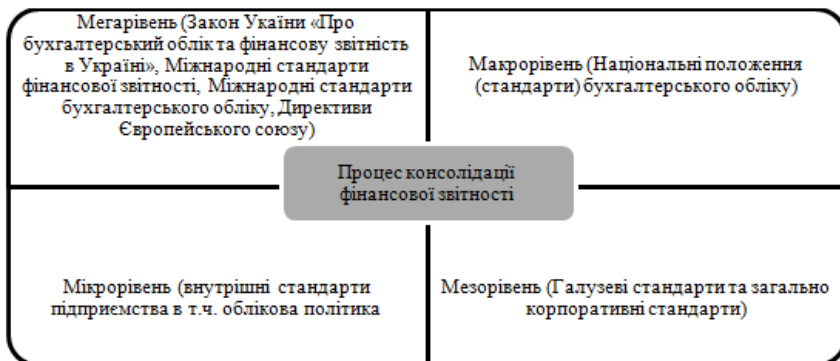 Мегарівень (Закон Укаїни «Про
бухгалтерський облік та фінансову звітність
в Україні», Міжнародні стандарти
фінансової звітності, Міжнародні стандарти
бухгалтерського обліку, Директиви
Європейського союзу)
Макрорівень (Національні положення
(стандарти) бухгалтерського обліку)
Процес консолідації
фінансової звітності
Мікрорівень (внутрішні стандарти
підприємства в т.ч. облікова політика
Мезорівень (Галузеві стандарти та загально
корпоративні стандарти)